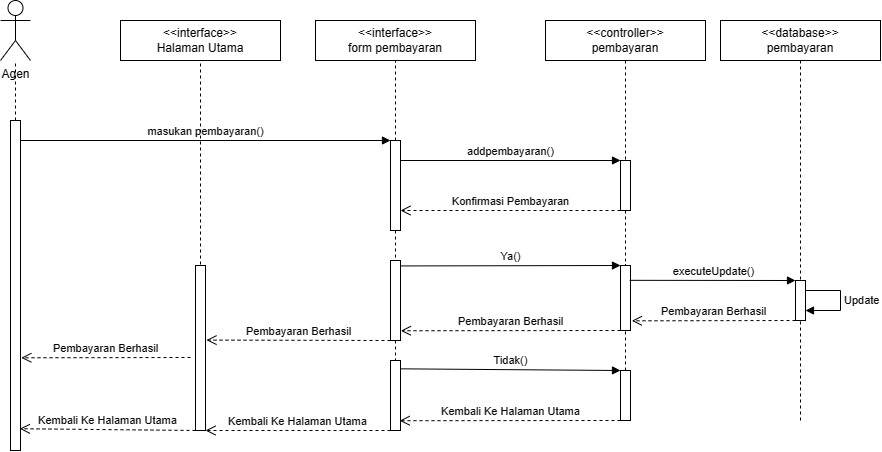 <<interface>>
Halaman Utama
<<interface>>
form pembayaran
<<controller>>
pembayaran
<<database>>
pembayaran
Agen
masukan pembayaran()
addpembayaran()
Konfirmasi Pembayaran
Ya()
executeUpdate()
Update
Pembayaran Berhasil
Pembayaran Berhasil
Pembayaran Berhasil
Pembayaran Berhasil
Tidak()
Kembali Ke Halaman Utama
Kembali Ke Halaman Utama
Kembali Ke Halaman Utama